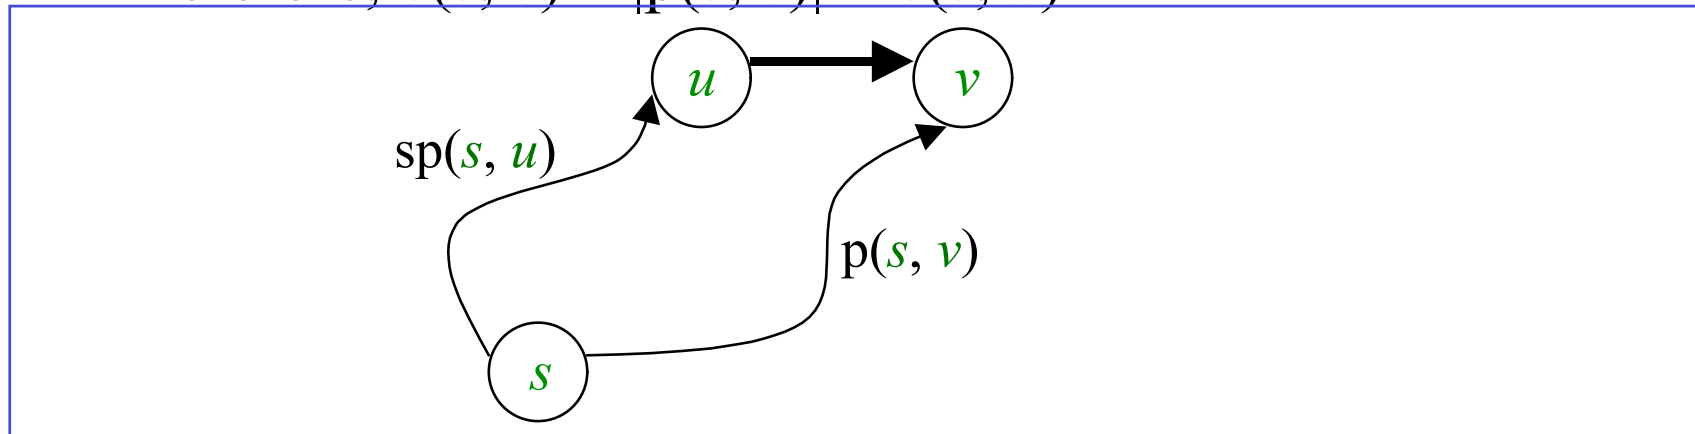 u
v
sp(s, u)
p(s, v)
s